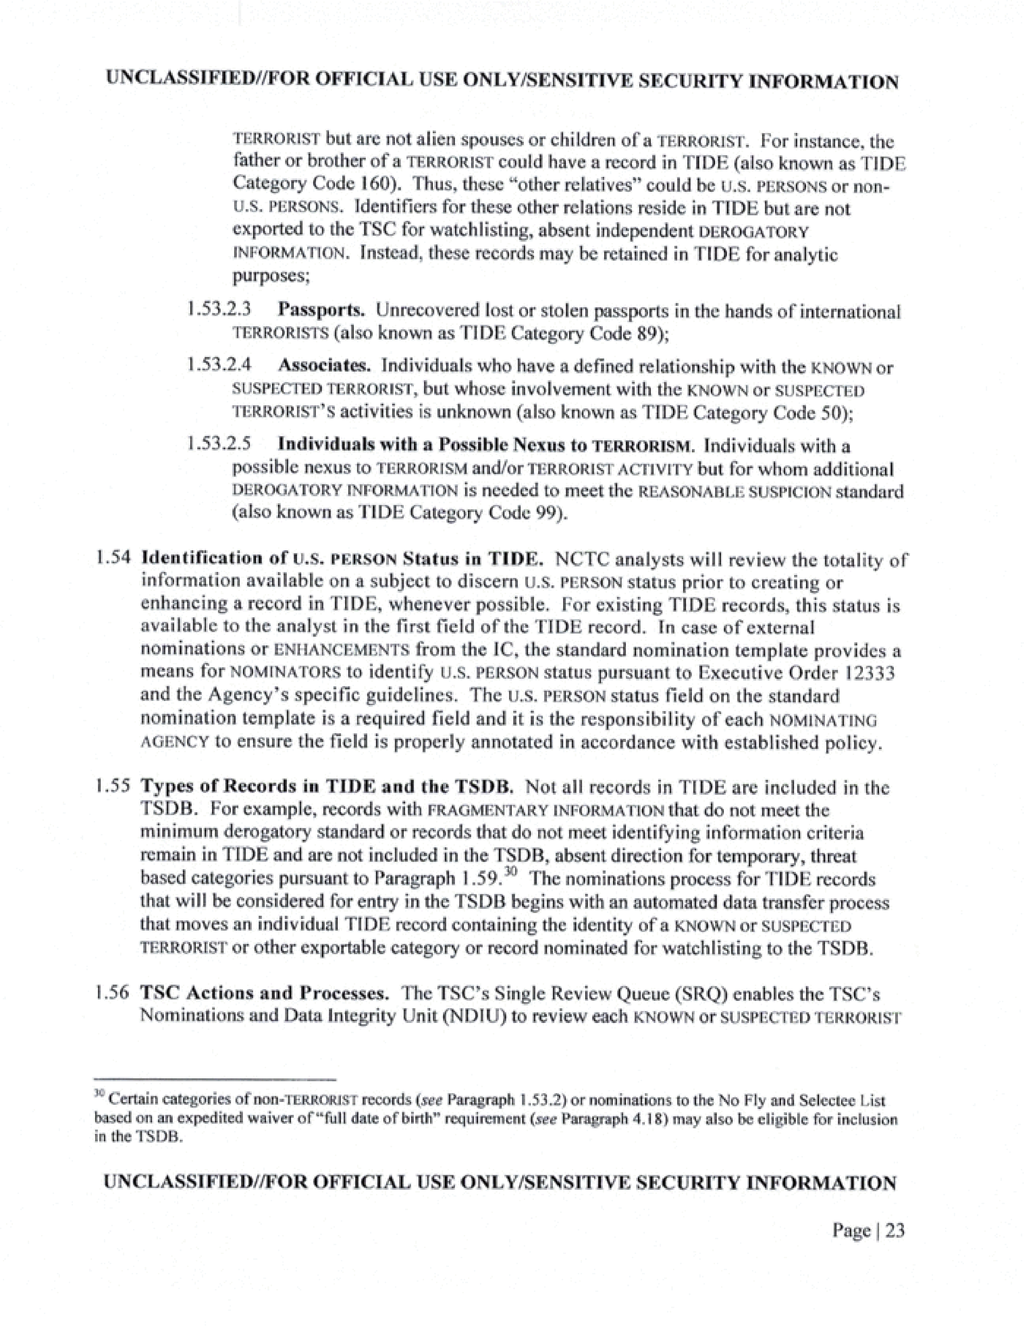 UNCLASSIFIED//FOR OFFICIAL USE ONLY/SENSITIVE SECURITY INFORMATION
TERRORIST but are not alien spouses or children of a TERRORIST. For instance, the
father or brother of a TERRORIST could have a record in TIDE (also known as TIDE
Category Code 160). Thus, these “other relatives” could be U.S. PERSONS or non-
U.S. PERSONS. Identifiers for these other relations reside in TIDE but are not
exported to the TSC for watchlisting, absent independent DEROGATORY
INFORMATION. Instead, these records may be retained in TIDE for analytic
purposes;
1.53.2.3 Passports. Unrecovered lost or stolen passports in the hands of international
TERRORISTS (also known as TIDE Category Code 89);
1.53.2.4 Associates. Individuals who have a defined relationship with the KNOWN or
SUSPECTED TERRORIST, but whose involvement with the KNOWN or SUSPECTED
TERRORIST’S activities is unknown (also known as TIDE Category Code 50);
1.53.2.5 Individuals with a Possible Nexus to TERRORISM. Individuals with a
possible nexus to TERRORISM and/or TERRORIST ACTIVITY but for whom additional
DEROGATORY INFORMATION is needed to meet the REASONABLE SUSPICION standard
(also known as TIDE Category Code 99).
1.54 Identification of U.S. PERSON Status in TIDE. NCTC analysts will review the totality of
information available on a subject to discern U.S. PERSON status prior to creating or
enhancing a record in TIDE, whenever possible. For existing TIDE records, this status is
available to the analyst in the first field of the TIDE record. In case of external
nominations or ENHANCEMENTS from the IC, the standard nomination template provides a
means for NOMINATORS to identify U.S. PERSON status pursuant to Executive Order 12333
and the Agency’s specific guidelines. The U.S. PERSON status field on the standard
nomination template is a required field and it is the responsibility of each NOMINATING
AGENCY to ensure the field is properly annotated in accordance with established policy.
1.55 Types of Records in TIDE and the TSDB. Not all records in TIDE are included in the
TSDB. For example, records with FRAGMENTARY INFORMATION that do not meet the
minimum derogatory standard or records that do not meet identifying information criteria
remain in TIDE and are not included in the TSDB, absent direction for temporary, threat
based categories pursuant to Paragraph 1.59.30 The nominations process for TIDE records
that will be considered for entry in the TSDB begins with an automated data transfer process
that moves an individual TIDE record containing the identity of a KNOWN or SUSPECTED
TERRORIST or other exportable category or record nominated for watchlisting to the TSDB.
1.56 TSC Actions and Processes. The TSC’s Single Review Queue (SRQ) enables the TSC’s
Nominations and Data Integrity Unit (NDIU) to review each KNOWN or SUSPECTED TERRORIST
30 Certain categories of non-TERRORIST records (see Paragraph 1.53.2) or nominations to the No Fly and Selectee List
based on an expedited waiver of “full date of birth” requirement (see Paragraph 4.18) may also be eligible for inclusion
in the TSDB.
UNCLASSIFIED//FOR OFFICIAL USE ONLY/SENSITIVE SECURITY INFORMATION
Page | 23